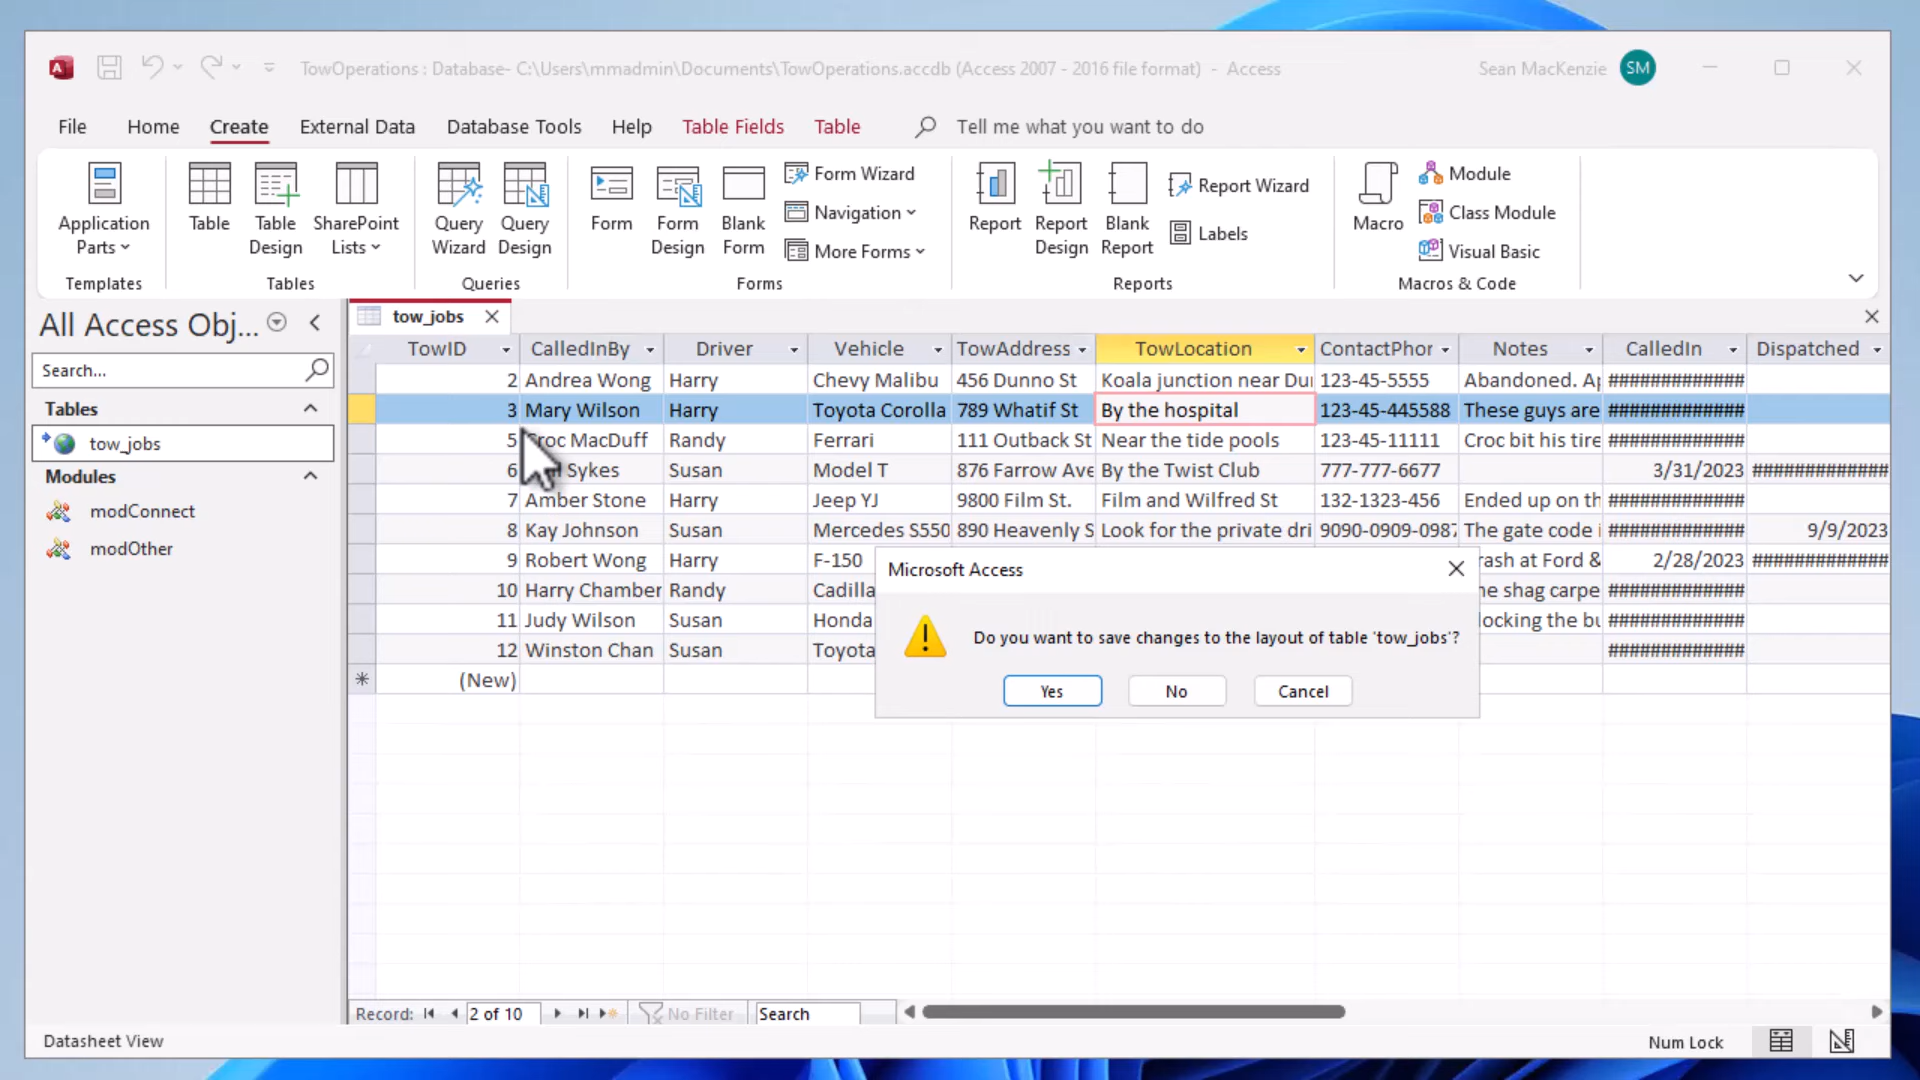 TowOperations : Database- C:\Users\mmadmin\Documents\TowOperations.accdb (Access 2007 - 2016 file format) - Access
Sean MacKenzie
SM
File
Home
Create
External Data
Database Tools
Help
Table Fields
Table
Tell me what you want to do
Application Parts
Table
Table Design
SharePoint Lists
Query Wizard
Query Design
Form
Form Design
Blank Form
Form Wizard
Navigation
More Forms
Report
Report Design
Blank Report
Report Wizard
Labels
Macro
Module
Class Module
Visual Basic
Templates
Tables
Queries
Forms
Reports
Macros & Code
All Access Obj...
Search...
Tables
tow_jobs
Modules
modConnect
modOther
tow_jobs
TowID CalledInBy Driver Vehicle TowAddress TowLocation ContactPhor Notes CalledIn Dispatched
2 Andrea Wong Harry Chevy Malibu 456 Dunno St Koala junction near Dur 123-45-5555 Abandoned. Ap #############
3 Mary Wilson Harry Toyota Corolla 789 Whatif St By the hospital 123-45-445588 These guys are #############
5 Croc MacDuff Randy Ferrari 111 Outback St Near the tide pools 123-45-11111 Croc bit his tire #############
6 Sykes Susan Model T 876 Farrow Ave By the Twist Club 777-777-6677 3/31/2023 #############
7 Amber Stone Harry Jeep YJ 9800 Film St. Film and Wilfred St 132-1323-456 Ended up on th #############
8 Kay Johnson Susan Mercedes S550 890 Heavenly S Look for the private dri 9090-0909-0987 The gate code i ############# 9/9/2023
9 Robert Wong Harry F-150 rash at Ford & 2/28/2023 #############
10 Harry Chamber Randy Cadilla he shag carpe #############
11 Judy Wilson Susan Honda locking the bu #############
12 Winston Chan Susan Toyota #############
(New)
Microsoft Access
Do you want to save changes to the layout of table 'tow_jobs'?
Yes
No
Cancel
Record: 2 of 10 No Filter Search
Datasheet View
Num Lock